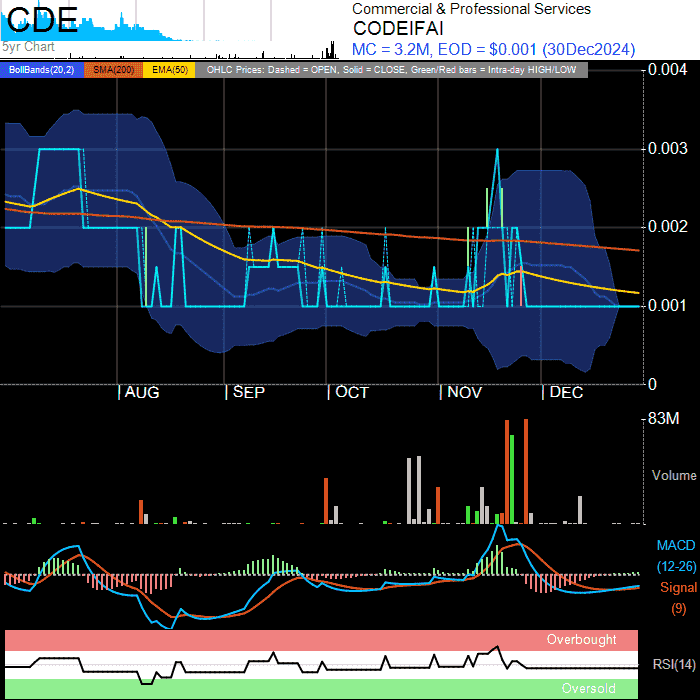 CDE
5yr Chart
Commercial & Professional Services
CODEIFAI
MC = 3.2M, EOD = $0.001 (30Dec2024)
BollBands(20,2) SMA(200) EMA(50) OHLC Prices: Dashed = OPEN, Solid = CLOSE, Green/Red bars = Intra-day HIGH/LOW
0.004
0.003
0.002
0.001
0
AUG SEP OCT NOV DEC
83M
Volume
MACD
(12-26)
Signal
(9)
Overbought
RSI(14)
Oversold